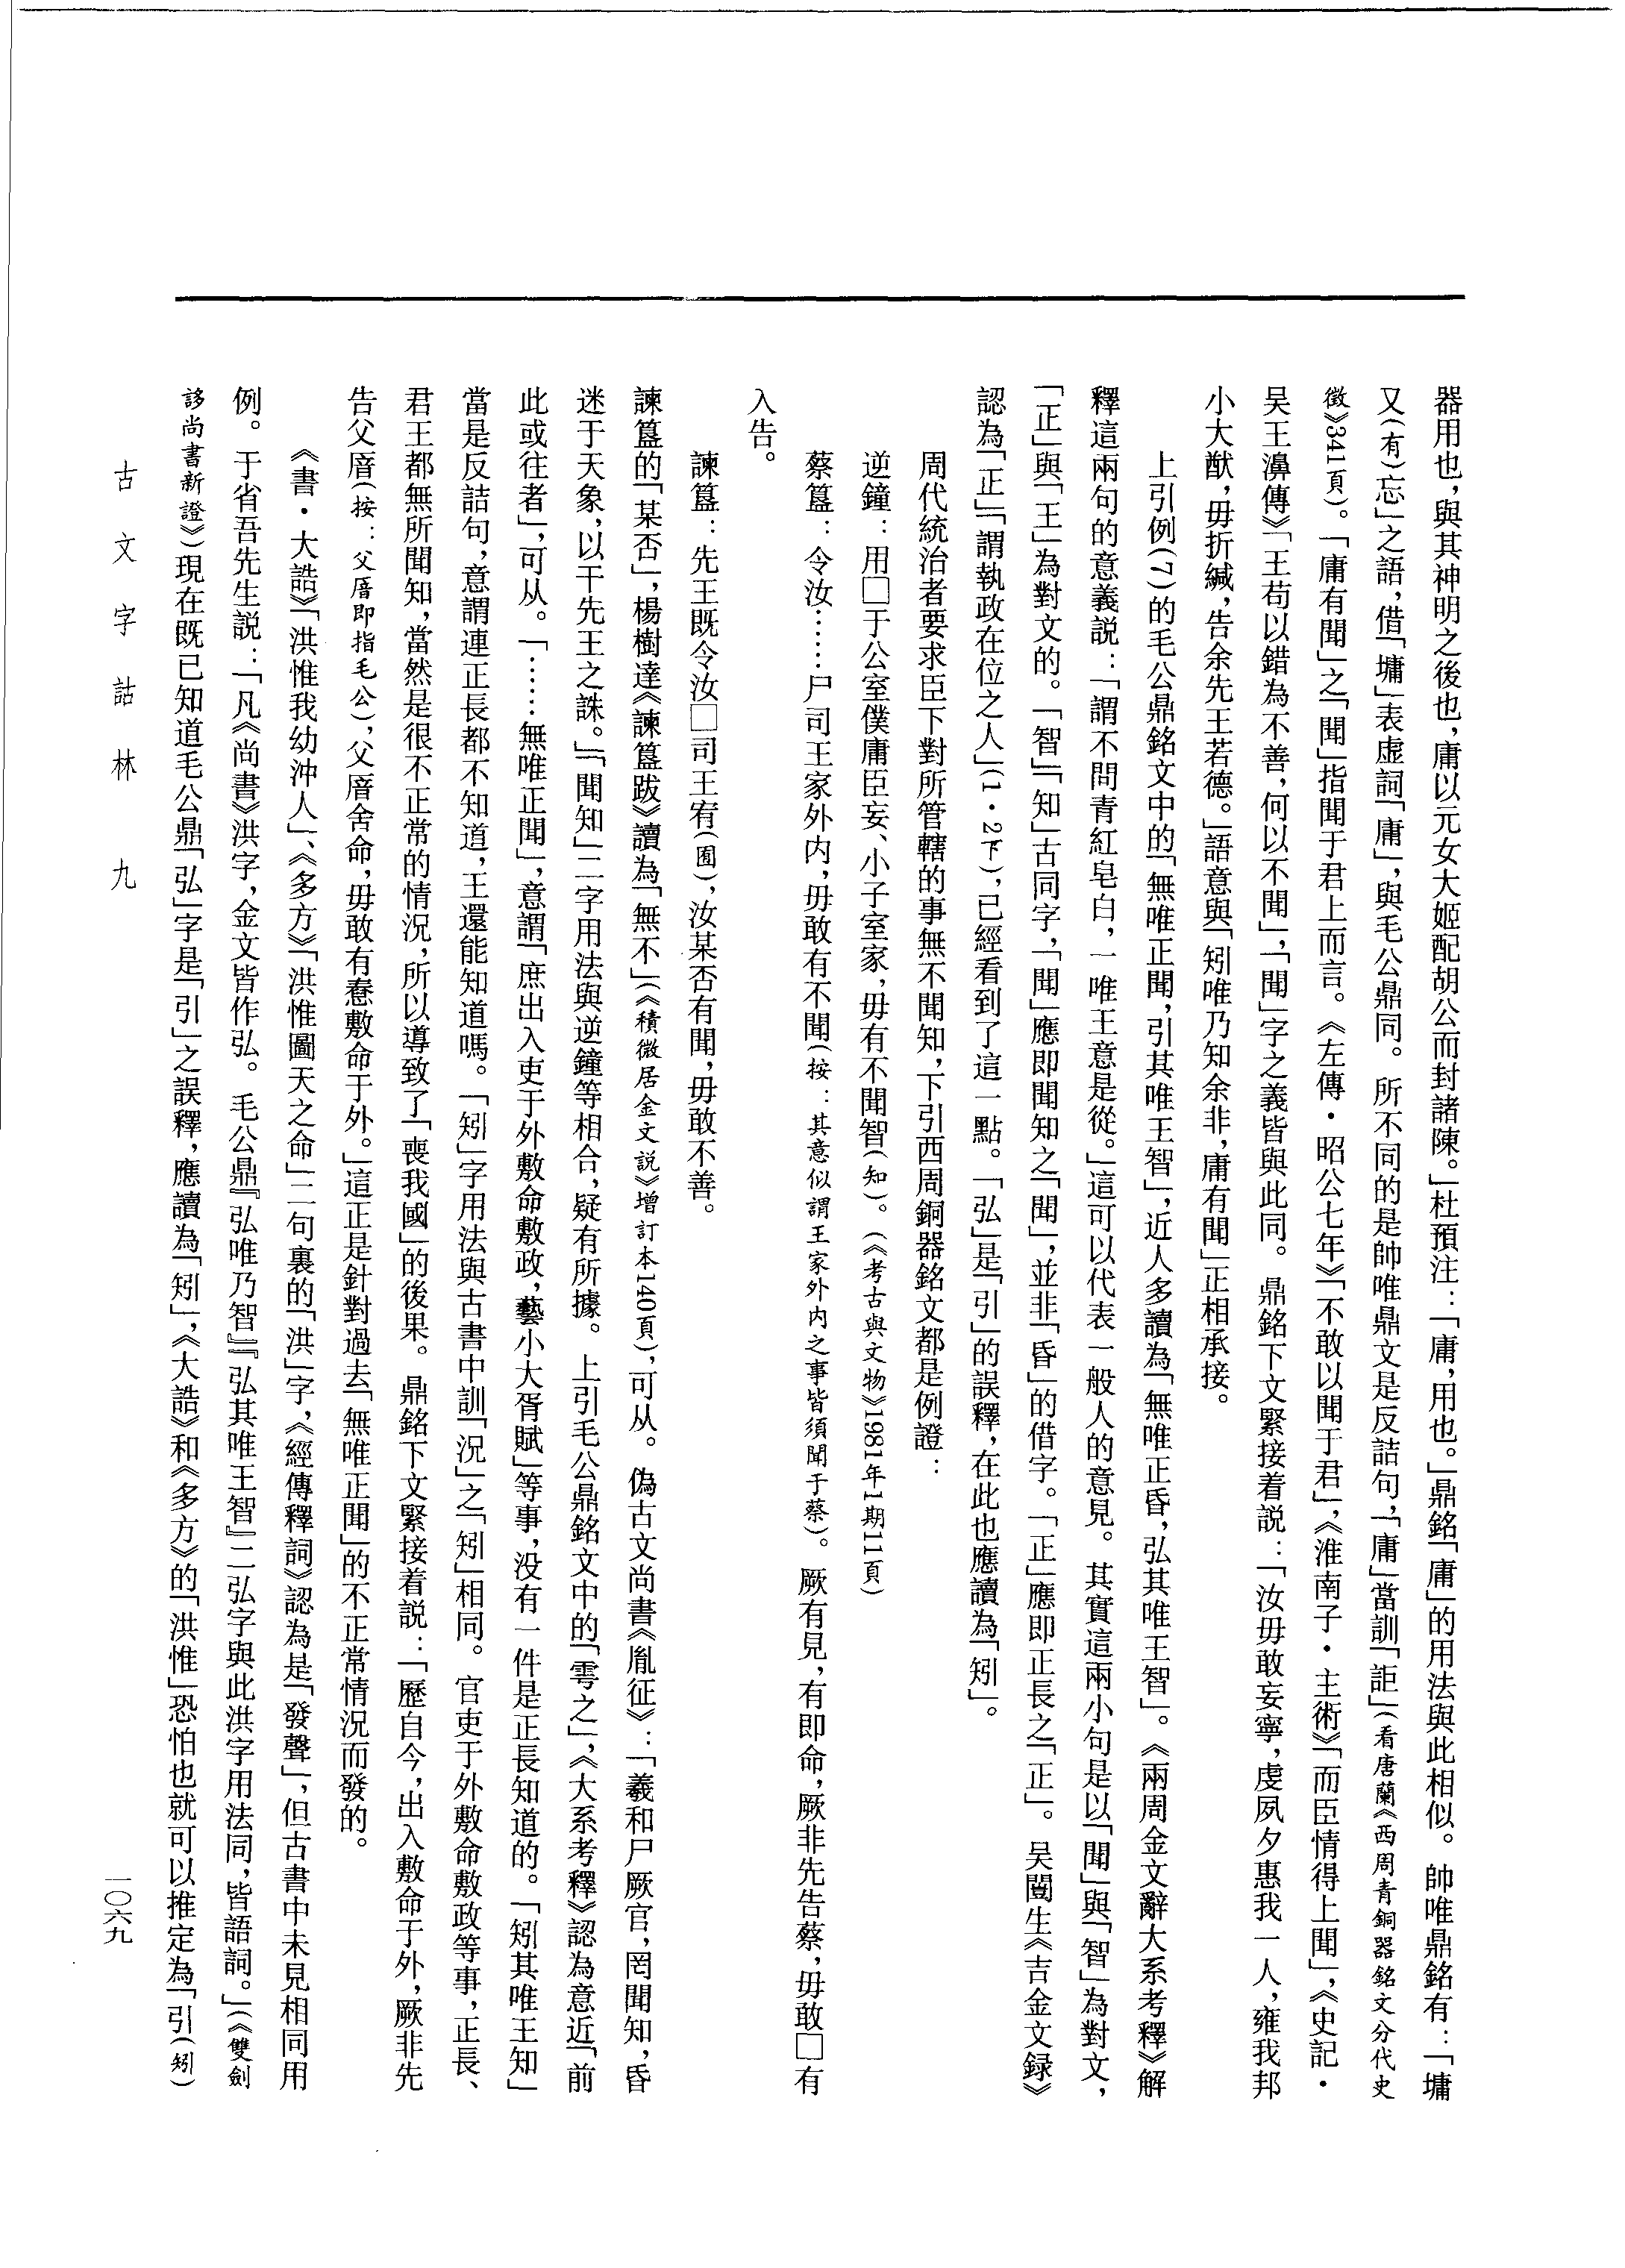 器用也，與其神明之後也，庸以元女大姬配胡公而封諸陳。」杜預注：「庸，用也。」鼎銘「庸」的用法與此相似。帥唯鼎銘有：「墉
又（有）忘」之語，借「墉」表虛詞「庸」，與毛公鼎同。所不同的是帥唯鼎文是反詰句，「庸」當訓「詎」（看唐蘭《西周青銅器銘文分代史
徵》341頁）。「庸有聞」之「聞」指聞于君上而言。《左傳·昭公七年》「不敢以聞于君」，《淮南子·主術》「而臣情得上聞」，《史記·
吴王濞傳》「王苟以錯為不善，何以不聞」，「聞」字之義皆與此同。鼎銘下文緊接着説：「汝毋敢妄寧，虔夙夕惠我一人，雍我邦
小大猷，毋折緘，告余先王若德。」語意與「矧唯乃知余非，庸有聞」正相承接。
上引例(7)的毛公鼎銘文中的「無唯正聞，引其唯王智」，近人多讀為「無唯正昏，弘其唯王智」。《兩周金文辭大系考釋》解
釋這兩句的意義説：「謂不問青紅皂白，一唯王意是從。」這可以代表一般人的意見。其實這兩小句是以「聞」與「智」為對文，
「正」與「王」為對文的。「智」「知」古同字，「聞」應即聞知之「聞」，並非「昏」的借字。「正」應即正長之「正」。吴闓生《吉金文録》
認為「正」「謂執政在位之人」(1·2下)，已經看到了這一點。「弘」是「引」的誤釋，在此也應讀為「矧」。
周代統治者要求臣下對所管轄的事無不聞知，下引西周銅器銘文都是例證：
逆鐘：用□于公室僕庸臣妄、小子室家，毋有不聞智（知）。（《考古與文物》1981年1期11頁）
蔡簋：令汝……尸司王家外内，毋敢有不聞（按：其意似謂王家外内之事皆須聞于蔡）。厥有見，有即命，厥非先告蔡，毋敢□有
入告。
諫簋：先王既令汝□司王宥（囿），汝某否有聞，毋敢不善。
諫簋的「某否」，楊樹達《諫簋跋》讀為「無不」（《積微居金文説》增訂本140頁），可从。偽古文尚書《胤征》：「羲和尸厥官，罔聞知，昏
迷于天象，以干先王之誅。」「聞知」二字用法與逆鐘等相合，疑有所據。上引毛公鼎銘文中的「雩之」，《大系考釋》認為意近「前
此或往者」，可从。「……無唯正聞」，意謂「庶出入吏于外敷命敷政，藝小大胥賦」等事，没有一件是正長知道的。「矧其唯王知」
當是反詰句，意謂連正長都不知道，王還能知道嗎。「矧」字用法與古書中訓「況」之「矧」相同。官吏于外敷命敷政等事，正長、
君王都無所聞知，當然是很不正常的情況，所以導致了「喪我國」的後果。鼎銘下文緊接着説：「歷自今，出入敷命于外，厥非先
告父厝（按：父厝即指毛公），父厝舍命，毋敢有惷敷命于外。」這正是針對過去「無唯正聞」的不正常情況而發的。
《書·大誥》「洪惟我幼沖人」、《多方》「洪惟圖天之命」二句裏的「洪」字，《經傳釋詞》認為是「發聲」，但古書中未見相同用
例。于省吾先生説：「凡《尚書》洪字，金文皆作弘。毛公鼎『弘唯乃智』『弘其唯王智』二弘字與此洪字用法同，皆語詞。」（《雙劍
誃尚書新證》）現在既已知道毛公鼎「弘」字是「引」之誤釋，應讀為「矧」，《大誥》和《多方》的「洪惟」恐怕也就可以推定為「引（矧）
古文字詁林 九
一〇六九